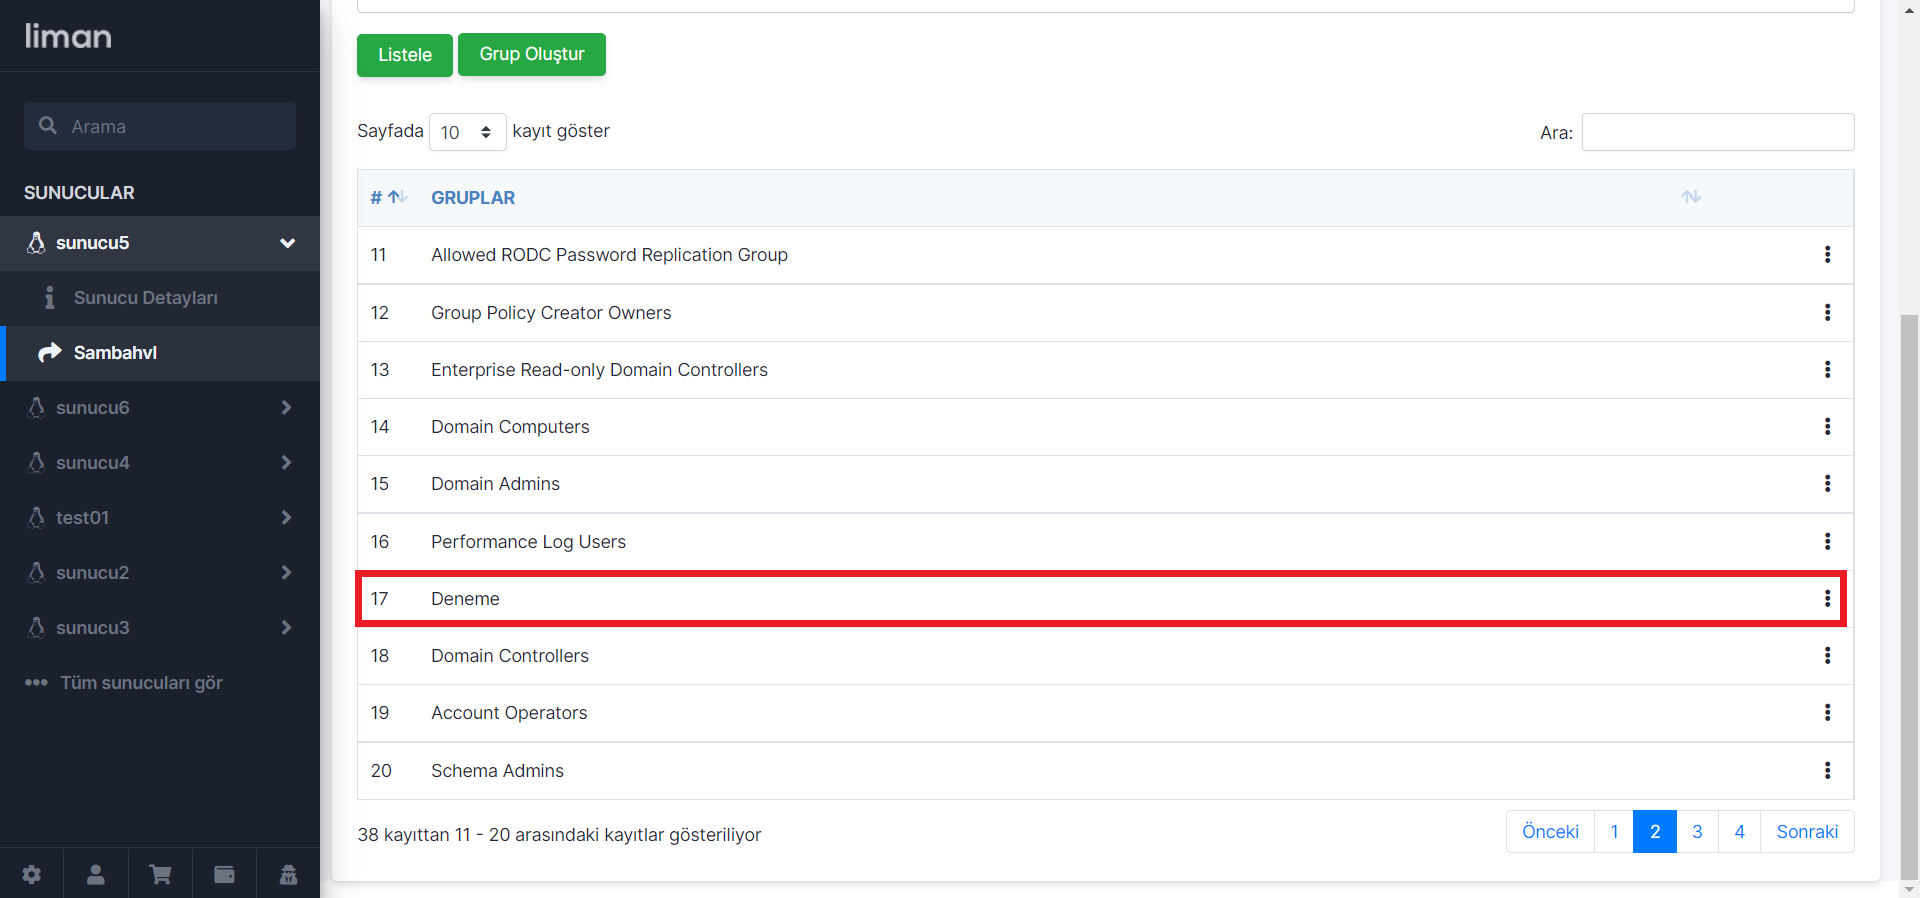 liman
Arama
SUNUCULAR
sunucu5
Sunucu Detayları
Sambahvl
sunucu6
sunucu4
test01
sunucu2
sunucu3
Tüm sunucuları gör
Listele
Grup Oluştur
Sayfada 10 kayıt göster
Ara:
# GRUPLAR
11 Allowed RODC Password Replication Group
12 Group Policy Creator Owners
13 Enterprise Read-only Domain Controllers
14 Domain Computers
15 Domain Admins
16 Performance Log Users
17 Deneme
18 Domain Controllers
19 Account Operators
20 Schema Admins
38 kayıttan 11 - 20 arasındaki kayıtlar gösteriliyor
Önceki 1 2 3 4 Sonraki